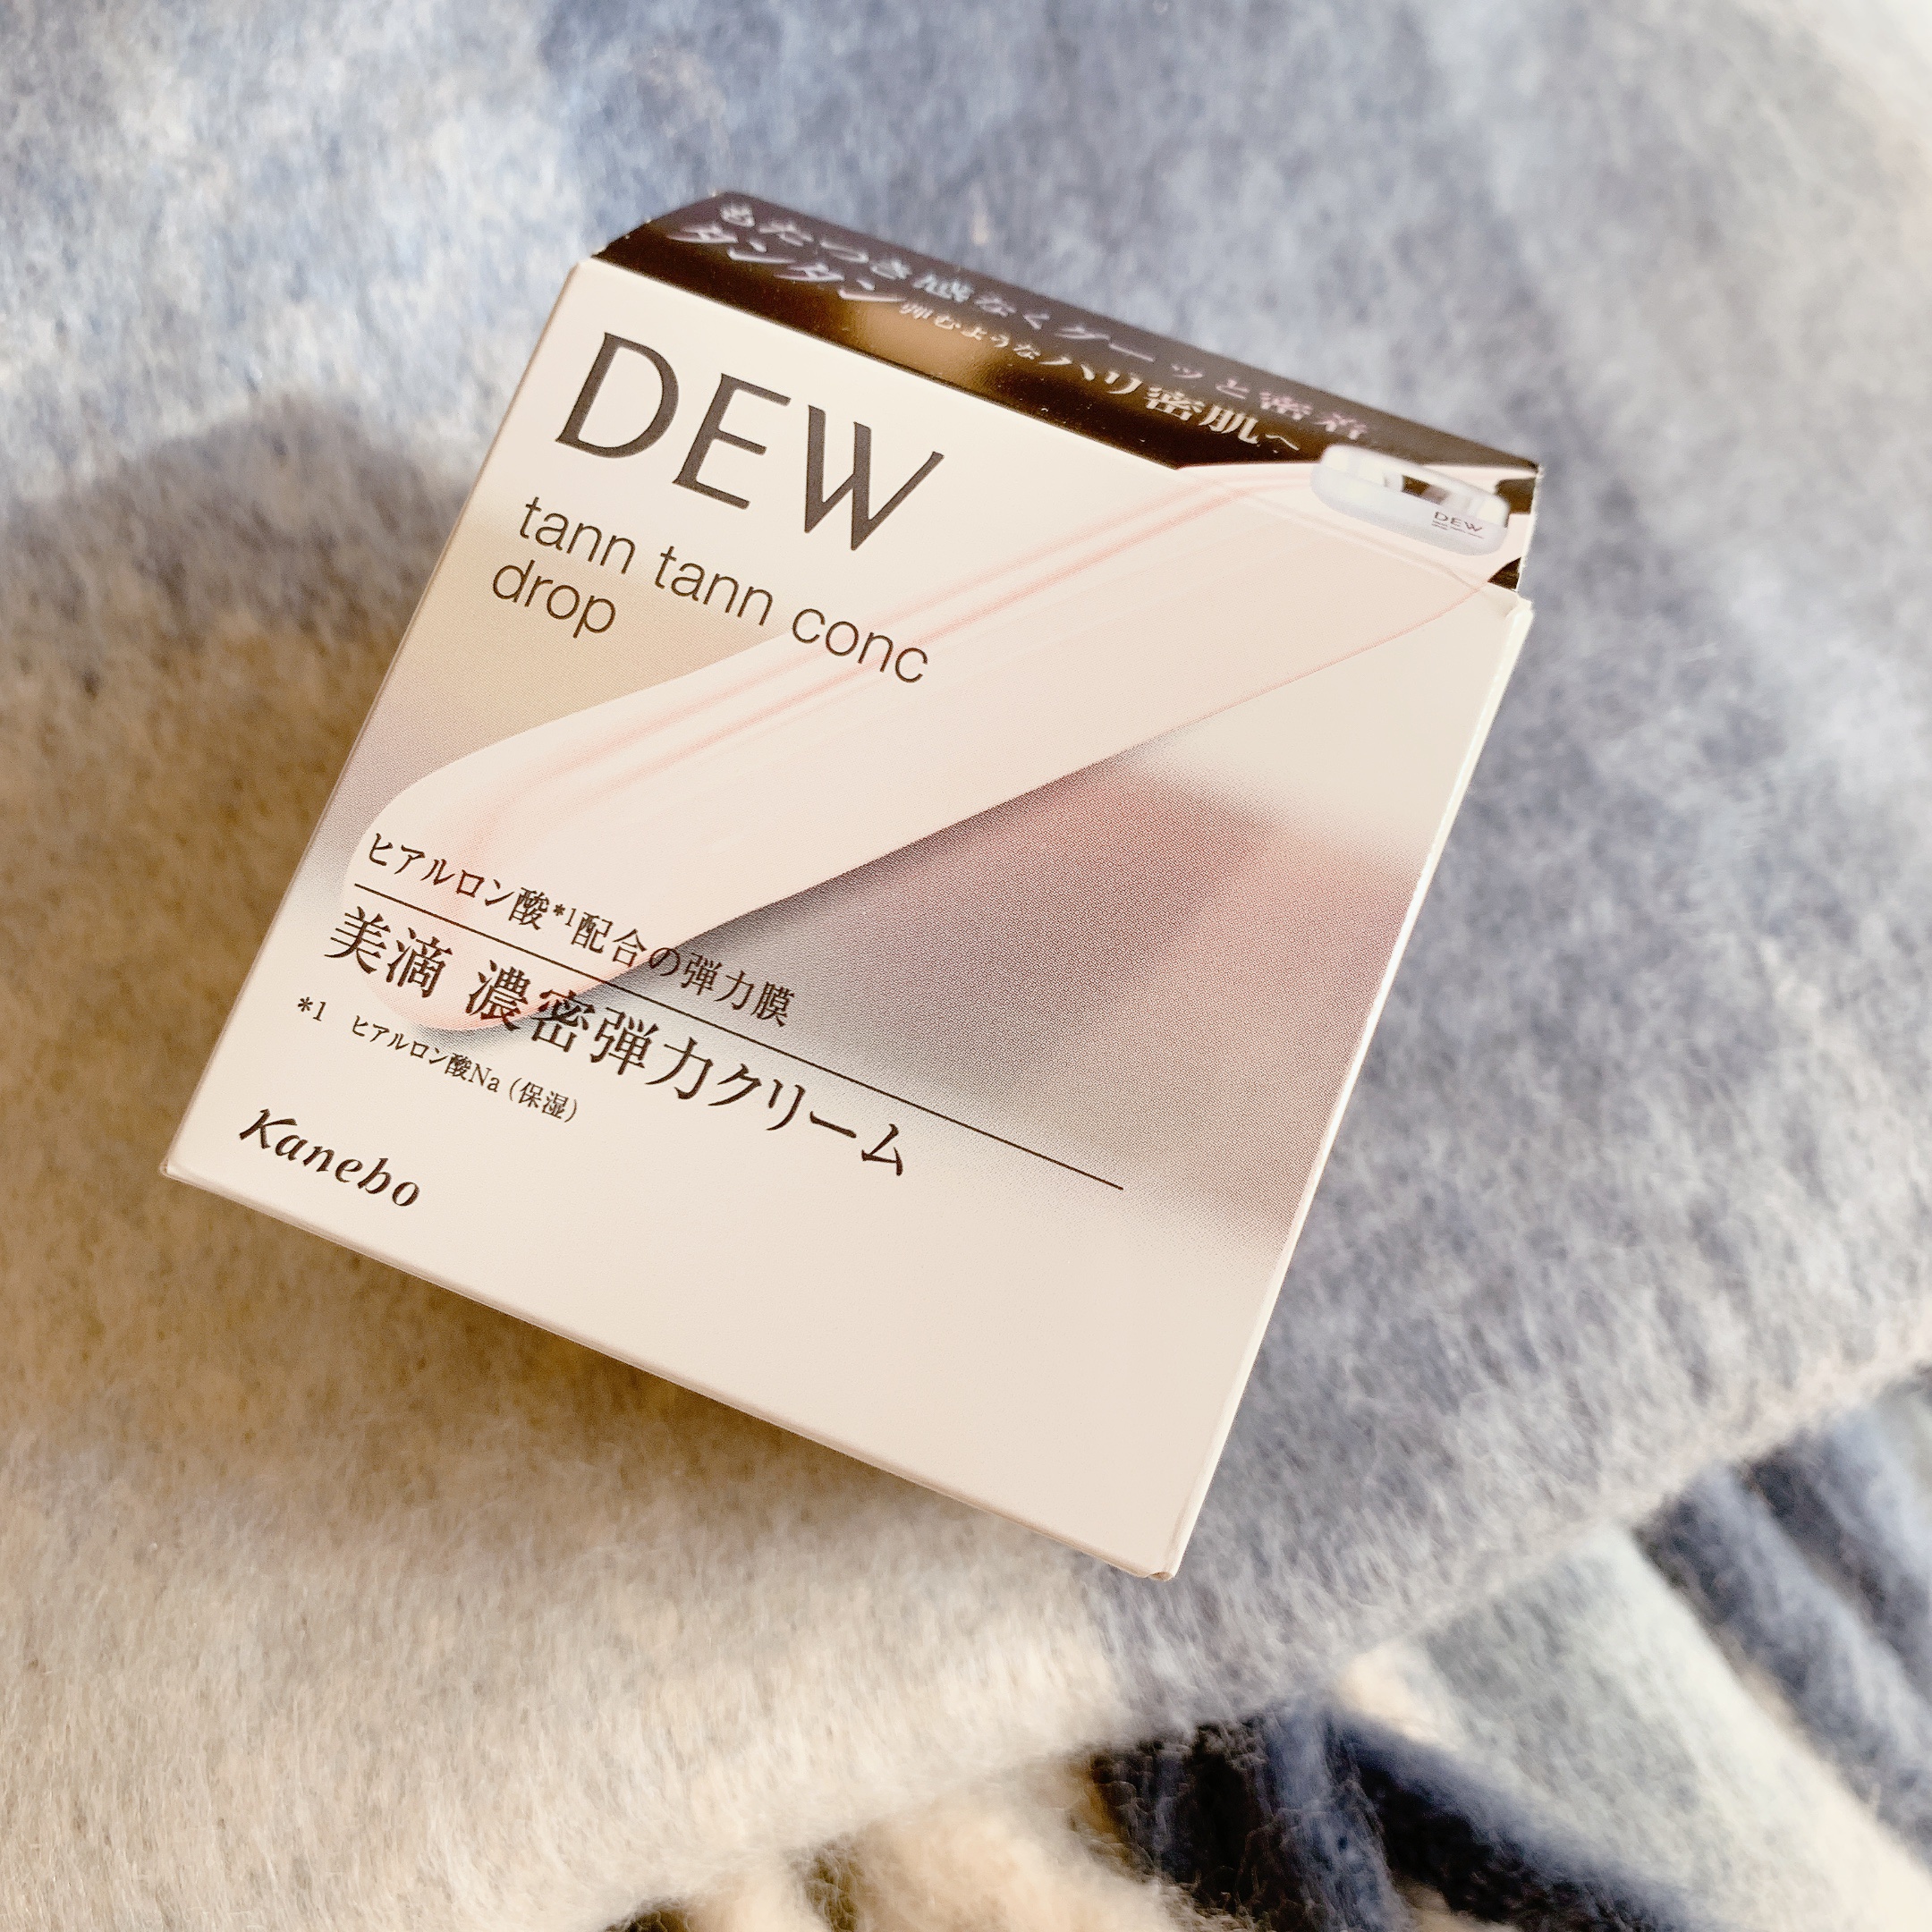 もたつき感なくグーッと密着
タンタン弾むようなハリ密肌へ
DEW
DEW
tann tann conc
drop
ヒアルロン酸*1配合の弾力膜
美滴 濃密弾力クリーム
*1 ヒアルロン酸Na（保湿）
Kanebo